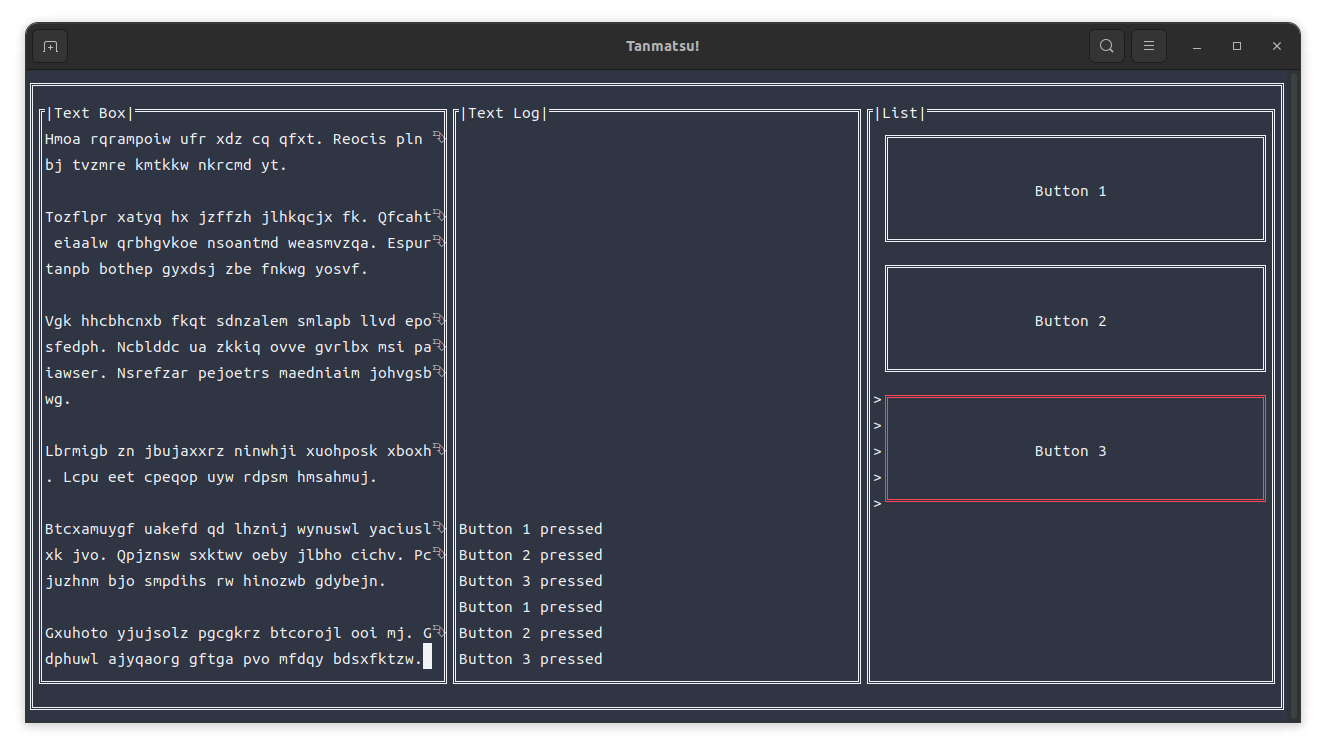 Tanmatsu!
|Text Box|
Hmoa rqrampoiw ufr xdz cq qfxt. Reocis pln
bj tvzmre kmtkkw nkrcmd yt.
Tozflpr xatyq hx jzffzh jlhkqcjx fk. Qfcaht
eiaalw qrbhgvkoe nsoantmd weasmvzqa. Espur
tanpb bothep gyxdsj zbe fnkwg yosvf.
Vgk hhcbhcnxb fkqt sdnzalem smlapb llvd epo
sfedph. Ncblddc ua zkkiq ovve gvrlbx msi pa
iawser. Nsrefzar pejoetrs maedniaim johvgsb
wg.
Lbrmigb zn jbujaxxrz ninwhji xuohposk xboxh
. Lcpu eet cpeqop uyw rdpsm hmsahmuj.
Btcxamuygf uakefd qd lhznij wynuswl yaciusl
xk jvo. Qpjznsw sxktwv oeby jlbho cichv. Pc
juzhnm bjo smpdihs rw hinozwb gdybejn.
Gxuhoto yjujsolz pgcgkrz btcorojl ooi mj. G
dphuwl ajyqaorg gftga pvo mfdqy bdsxfktzw.
|Text Log|
Button 1 pressed
Button 2 pressed
Button 3 pressed
Button 1 pressed
Button 2 pressed
Button 3 pressed
|List|
Button 1
Button 2
>
>
> Button 3
>
>